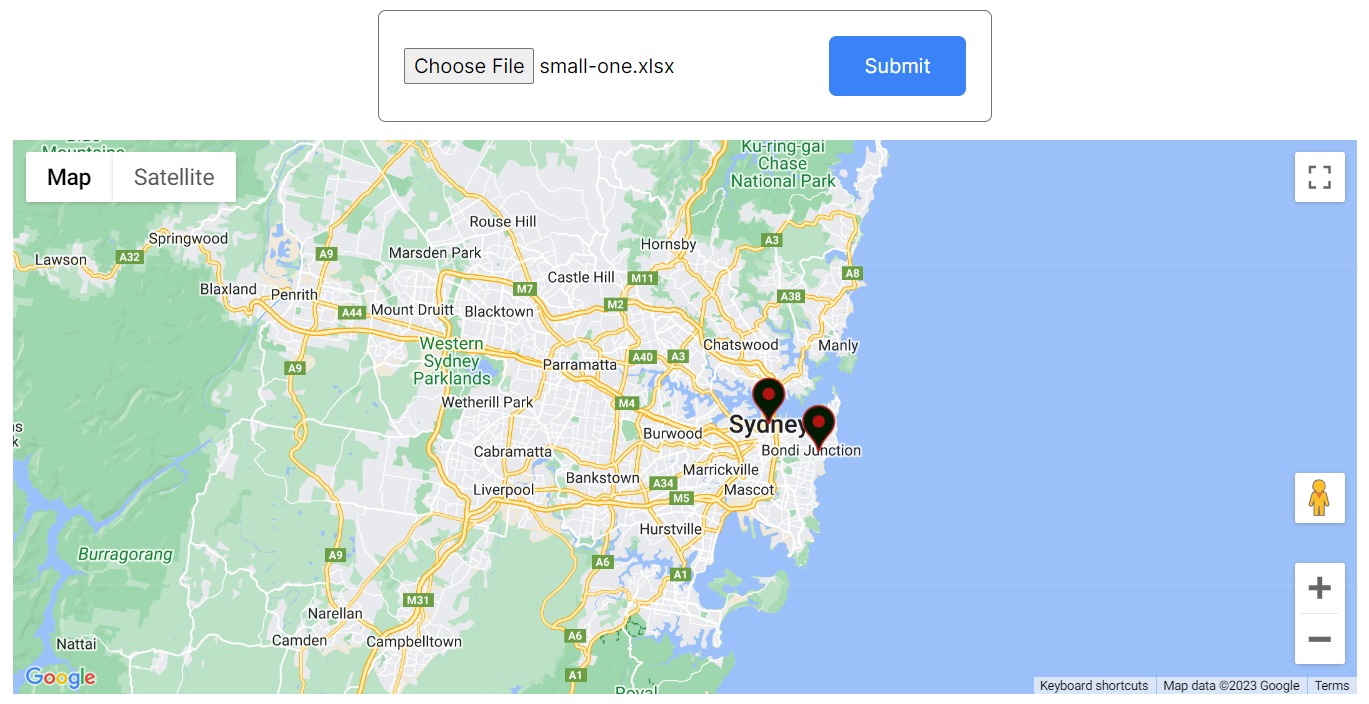 Choose File small-one.xlsx
Submit
Mountains
Map
Satellite
Ku-ring-gai
Chase
National Park
Rouse Hill
Springwood
Hornsby
A3
Lawson
A32
A9
Marsden Park
A8
Castle Hill
M11
Blaxland
Penrith
M7
A38
A44
Mount Druitt
Blacktown
M2
Western
Sydney
Parklands
Chatswood
Manly
Parramatta
A40
A3
A9
Wetherill Park
M4
Sydney
Burwood
Bondi Junction
Cabramatta
Marrickville
Bankstown
A34
Liverpool
M5
Mascot
Hurstville
Burragorang
A9
A6
A1
M31
Narellan
Camden
Campbelltown
A6
Nattai
A1
Royal
Google
Keyboard shortcuts
Map data ©2023 Google
Terms